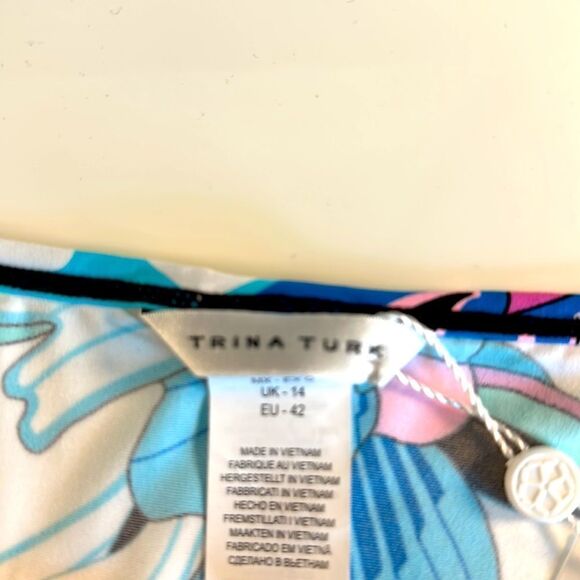 TRINA TURK
UK - 14
EU - 42
MADE IN VIETNAM
FABRIQUE AU VIETNAM
HERGESTELLT IN VIETNAM
FABBRICATI IN VIETNAM
HECHO EN VIETNAM
FREMSTILLAT I VIETNAM
MAAKTEN IN VIETNAM
FABRICADO EM VIETNÃ
СДЕЛАНО В ВЬЕТНАМ